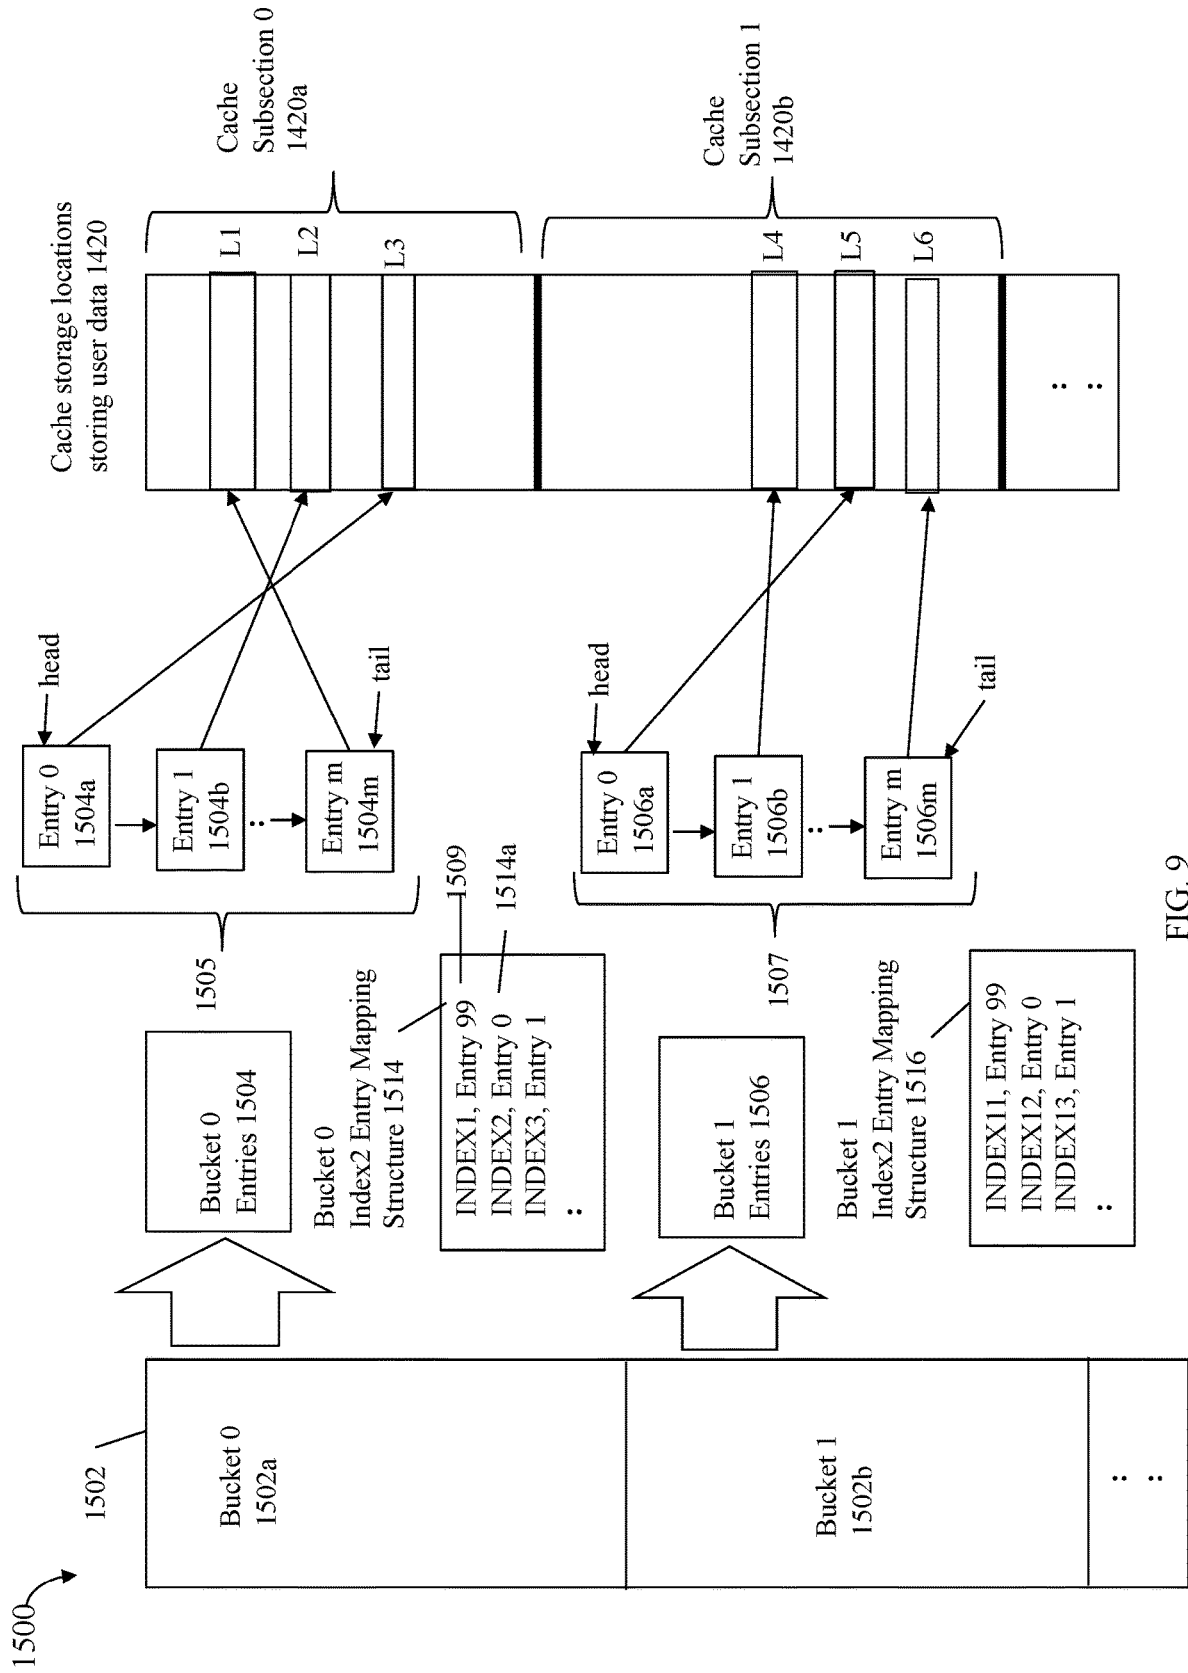 1500
1502
Bucket 0
1502a
Bucket 1
1502b
:
:
Bucket 0
Entries 1504
Bucket 0
Index2 Entry Mapping
Structure 1514
INDEX1, Entry 99
INDEX2, Entry 0
INDEX3, Entry 1
:
1509
1514a
Bucket 1
Entries 1506
Bucket 1
Index2 Entry Mapping
Structure 1516
INDEX11, Entry 99
INDEX12, Entry 0
INDEX13, Entry 1
:
1505
Entry 0
1504a
head
Entry 1
1504b
:
Entry m
1504m
tail
1507
Entry 0
1506a
head
Entry 1
1506b
:
Entry m
1506m
tail
Cache storage locations
storing user data 1420
L1
L2
L3
L4
L5
L6
:
:
Cache
Subsection 0
1420a
Cache
Subsection 1
1420b
FIG. 9